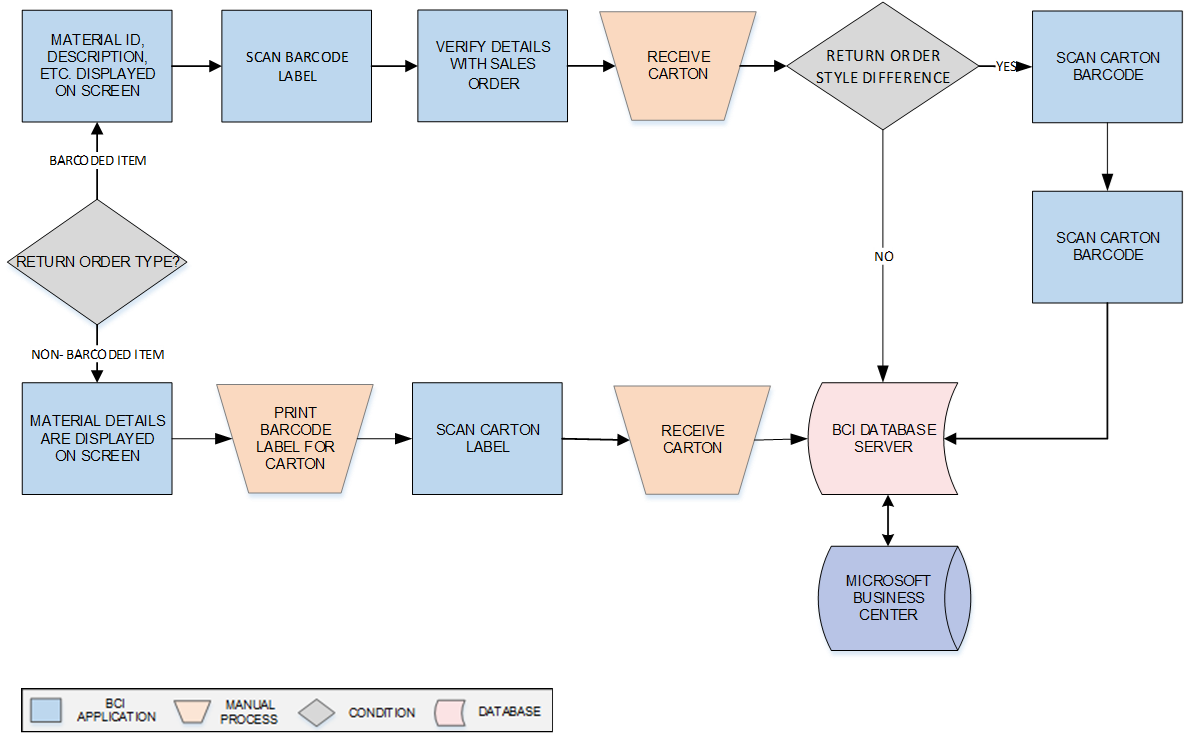 MATERIAL ID,
DESCRIPTION,
ETC. DISPLAYED
ON SCREEN
SCAN BARCODE
LABEL
VERIFY DETAILS
WITH SALES
ORDER
RECEIVE
CARTON
RETURN ORDER
STYLE DIFFERENCE
YES
SCAN CARTON
BARCODE
BARCODED ITEM
SCAN CARTON
BARCODE
RETURN ORDER TYPE?
NO
NON- BARCODED ITEM
MATERIAL DETAILS
ARE DISPLAYED
ON SCREEN
PRINT
BARCODE
LABEL FOR
CARTON
SCAN CARTON
LABEL
RECEIVE
CARTON
BCI DATABASE
SERVER
MICROSOFT
BUSINESS
CENTER
BCI
APPLICATION
MANUAL
PROCESS
CONDITION
DATABASE